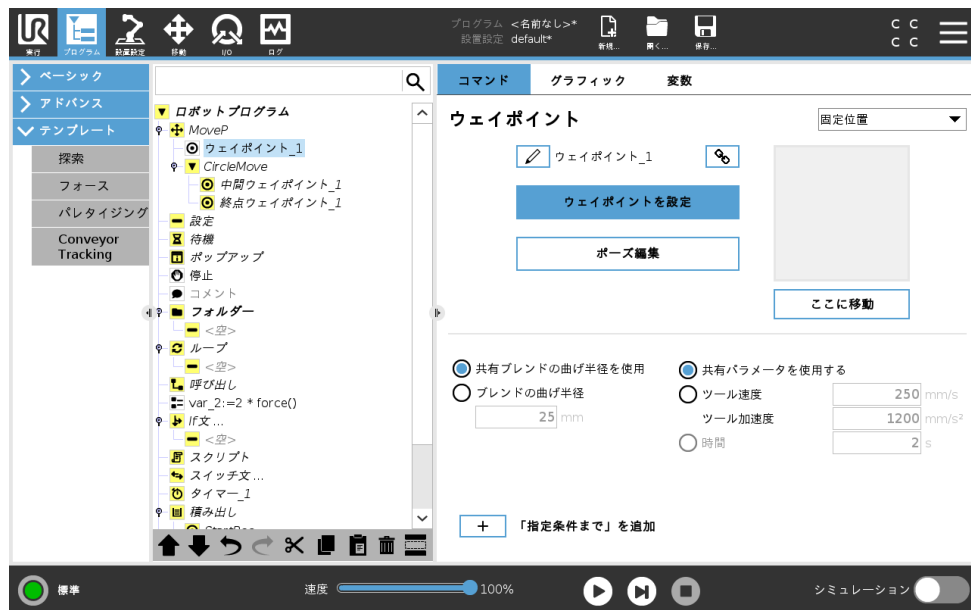 プログラム <名前なし>*
設置設定 default*
実行 プログラム 設置設定 移動 I/O ログ 新規... 開く... 保存...
C C
C C
ベーシック
アドバンス
テンプレート
探索
フォース
パレタイジング
Conveyor
Tracking
ロボットプログラム
MoveP
ウェイポイント_1
CircleMove
中間ウェイポイント_1
終点ウェイポイント_1
設定
待機
ポップアップ
停止
コメント
フォルダー
<空>
ループ
<空>
呼び出し
var_2:=2 * force()
If文...
<空>
スクリプト
スイッチ文...
タイマー_1
積み出し
コマンド グラフィック 変数
ウェイポイント 固定位置
ウェイポイント_1
ウェイポイントを設定
ポーズ編集
ここに移動
共有ブレンドの曲げ半径を使用 共有パラメータを使用する
ブレンドの曲げ半径 ツール速度 250 mm/s
25 mm ツール加速度 1200 mm/s²
時間 2 s
+ 「指定条件まで」を追加
標準 速度 100% シミュレーション